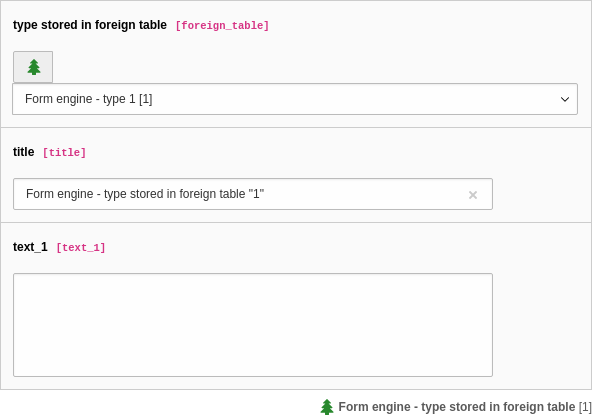 type stored in foreign table [foreign_table]
Form engine - type 1 [1]
title [title]
Form engine - type stored in foreign table "1"
text_1 [text_1]
Form engine - type stored in foreign table [1]